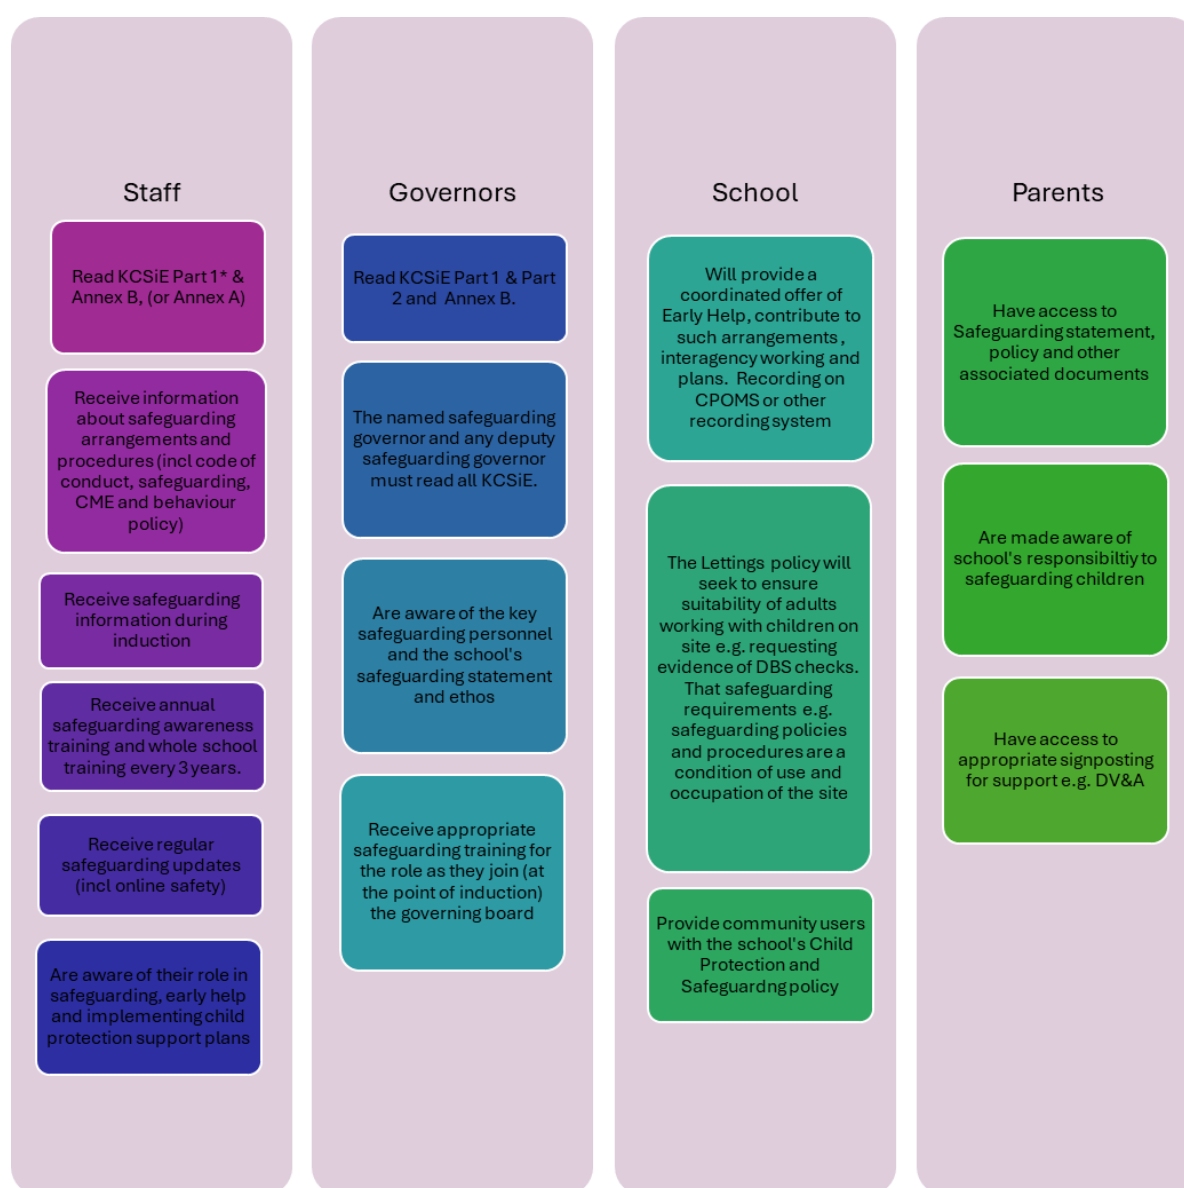 Staff
Read KCSiE Part 1* &
Annex B, (or Annex A)
Receive information
about safeguarding
arrangements and
procedures (incl code of
conduct, safeguarding,
CME and behaviour
policy)
Receive safeguarding
information during
induction
Receive annual
safeguarding awareness
training and whole school
training every 3 years.
Receive regular
safeguarding updates
(incl online safety)
Are aware of their role in
safeguarding, early help
and implementing child
protection support plans
Governors
Read KCSiE Part 1 & Part
2 and Annex B.
The named safeguarding
governor and any deputy
safeguarding governor
must read all KCSiE.
Are aware of the key
safeguarding personnel
and the school's
safeguarding statement
and ethos
Receive appropriate
safeguarding training for
the role as they join (at
the point of induction)
the governing board
School
Will provide a
coordinated offer of
Early Help, contribute to
such arrangements ,
interagency working and
plans. Recording on
CPOMS or other
recording system
The Lettings policy will
seek to ensure
suitability of adults
working with children on
site e.g. requesting
evidence of DBS checks.
That safeguarding
requirements e.g.
safeguarding policies
and procedures are a
condition of use and
occupation of the site
Provide community users
with the school's Child
Protection and
Safeguardng policy
Parents
Have access to
Safeguarding statement,
policy and other
associated documents
Are made aware of
school's responsibiltiy to
safeguarding children
Have access to
appropriate signposting
for support e.g. DV&A